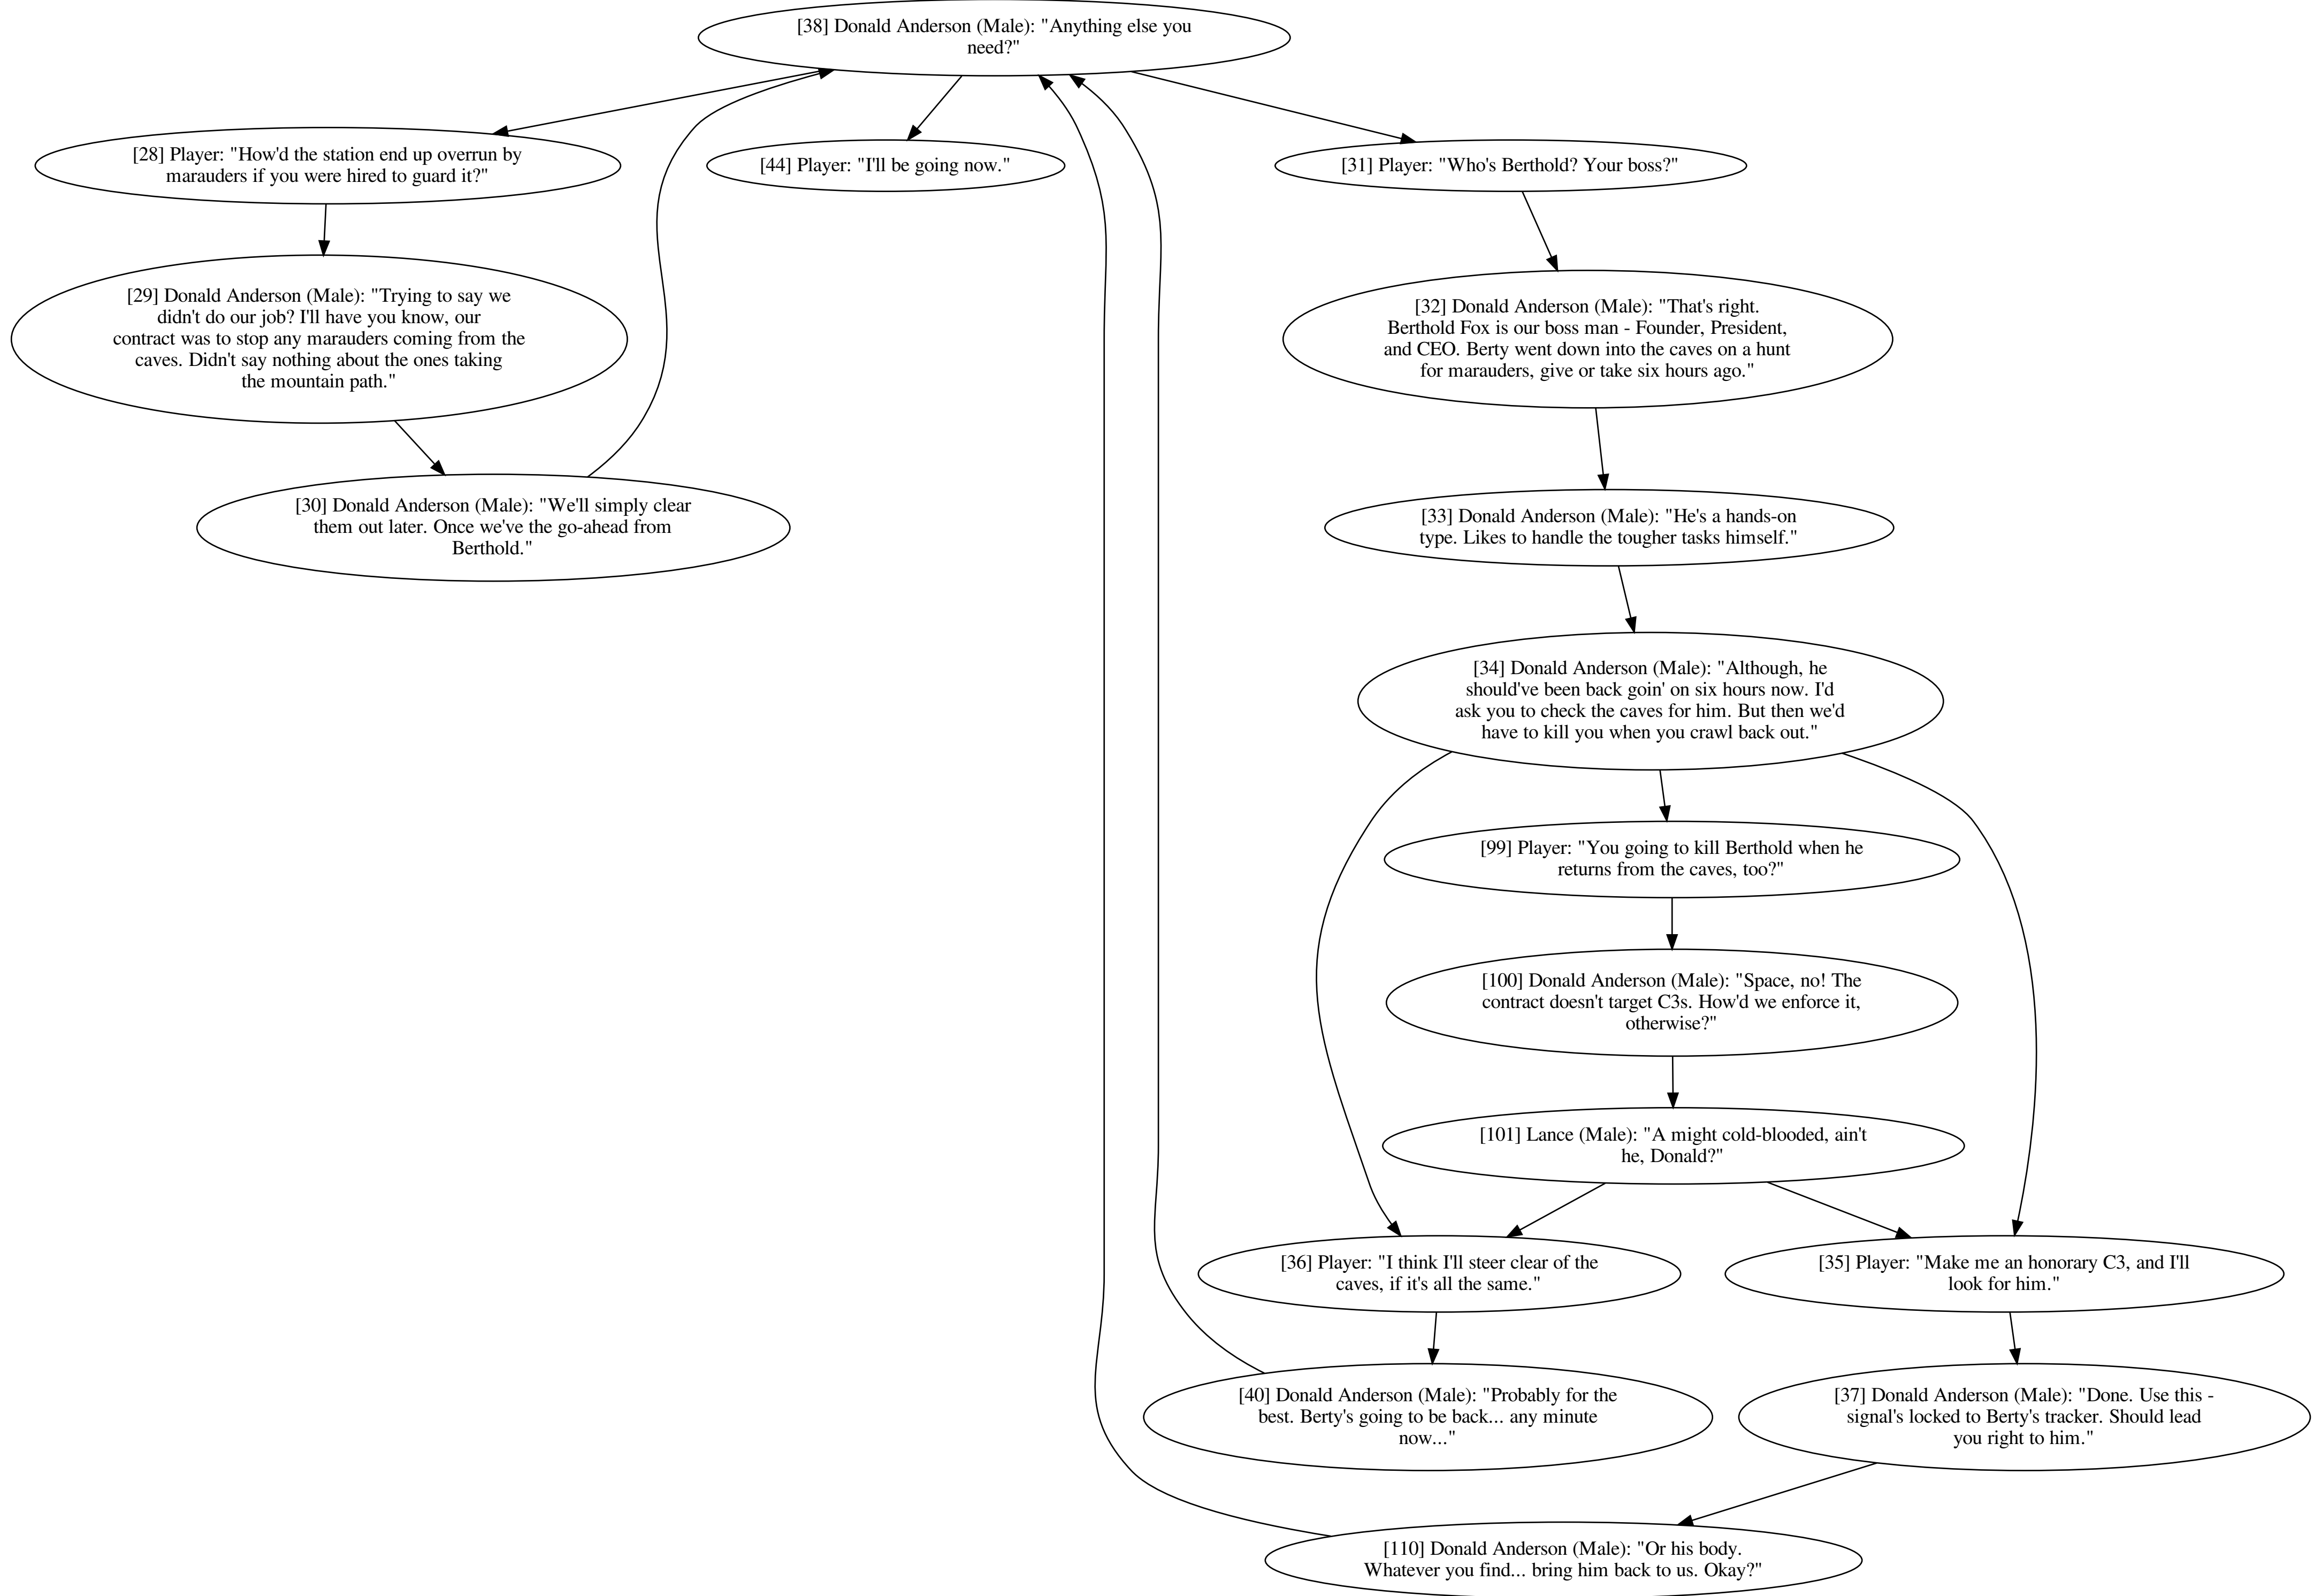 [38] Donald Anderson (Male): "Anything else you
need?"
[28] Player: "How'd the station end up overrun by
marauders if you were hired to guard it?"
[44] Player: "I'll be going now."
[31] Player: "Who's Berthold? Your boss?"
[29] Donald Anderson (Male): "Trying to say we
didn't do our job? I'll have you know, our
contract was to stop any marauders coming from the
caves. Didn't say nothing about the ones taking
the mountain path."
[32] Donald Anderson (Male): "That's right.
Berthold Fox is our boss man - Founder, President,
and CEO. Berty went down into the caves on a hunt
for marauders, give or take six hours ago."
[30] Donald Anderson (Male): "We'll simply clear
them out later. Once we've the go-ahead from
Berthold."
[33] Donald Anderson (Male): "He's a hands-on
type. Likes to handle the tougher tasks himself."
[34] Donald Anderson (Male): "Although, he
should've been back goin' on six hours now. I'd
ask you to check the caves for him. But then we'd
have to kill you when you crawl back out."
[99] Player: "You going to kill Berthold when he
returns from the caves, too?"
[100] Donald Anderson (Male): "Space, no! The
contract doesn't target C3s. How'd we enforce it,
otherwise?"
[101] Lance (Male): "A might cold-blooded, ain't
he, Donald?"
[36] Player: "I think I'll steer clear of the
caves, if it's all the same."
[35] Player: "Make me an honorary C3, and I'll
look for him."
[40] Donald Anderson (Male): "Probably for the
best. Berty's going to be back... any minute
now..."
[37] Donald Anderson (Male): "Done. Use this -
signal's locked to Berty's tracker. Should lead
you right to him."
[110] Donald Anderson (Male): "Or his body.
Whatever you find... bring him back to us. Okay?"